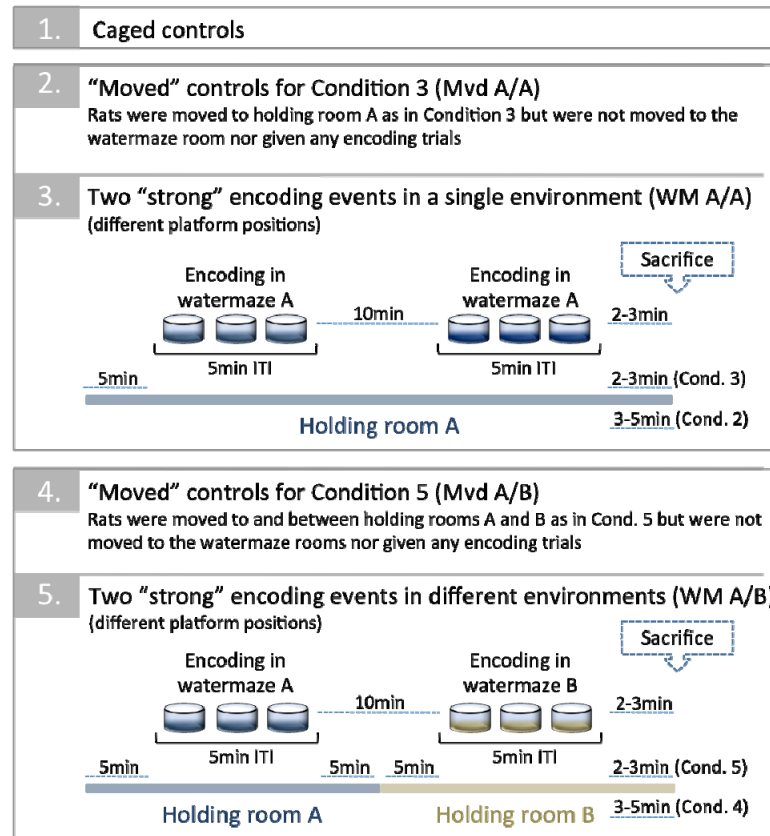 1. Caged controls
2. “Moved” controls for Condition 3 (Mvd A/A)
Rats were moved to holding room A as in Condition 3 but were not moved to the
watermaze room nor given any encoding trials
3. Two “strong” encoding events in a single environment (WM A/A)
(different platform positions)
Sacrifice
Encoding in
watermaze A
Encoding in
watermaze A
10min
2-3min
5min ITI
5min ITI
5min
2-3min (Cond. 3)
Holding room A
3-5min (Cond. 2)
4. “Moved” controls for Condition 5 (Mvd A/B)
Rats were moved to and between holding rooms A and B as in Cond. 5 but were not
moved to the watermaze rooms nor given any encoding trials
5. Two “strong” encoding events in different environments (WM A/B)
(different platform positions)
Sacrifice
Encoding in
watermaze A
Encoding in
watermaze B
10min
2-3min
5min ITI
5min ITI
5min
5min
5min
2-3min (Cond. 5)
Holding room A
Holding room B
3-5min (Cond. 4)